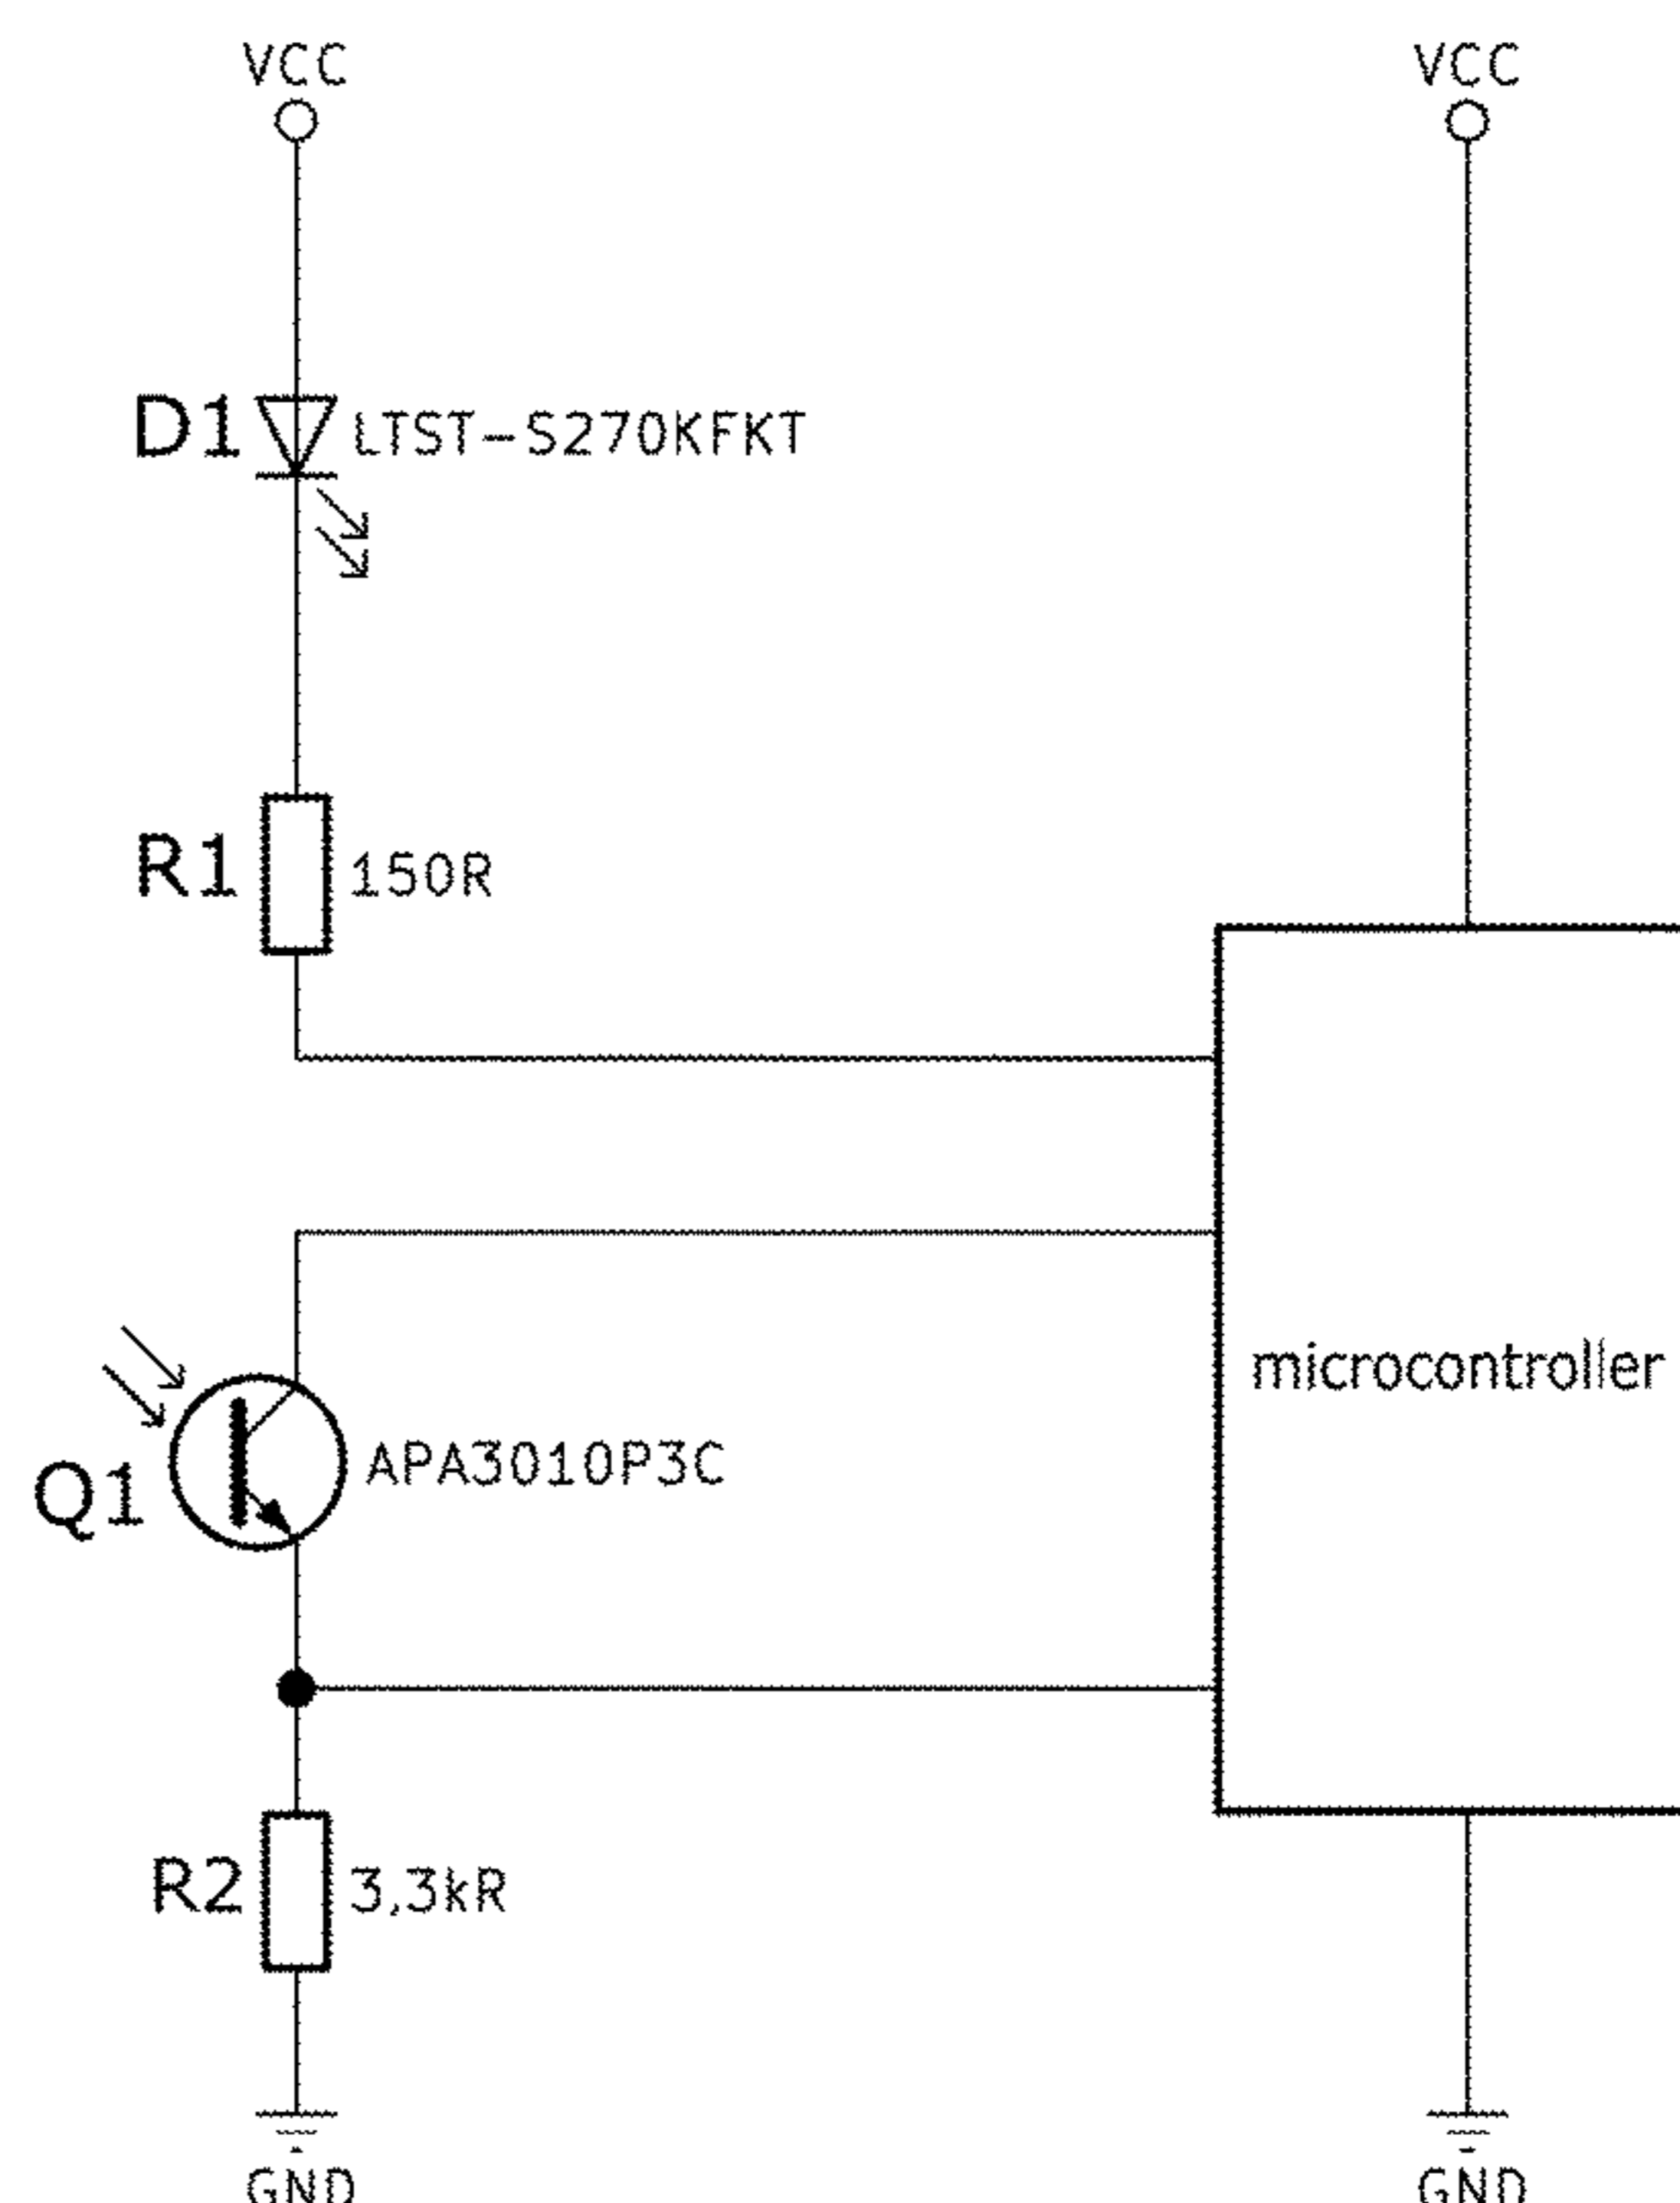 VCC
VCC
D1
LTST-S270KFKT
R1
150R
microcontroller
Q1
APA3010P3C
R2
3,3kR
GND
GND